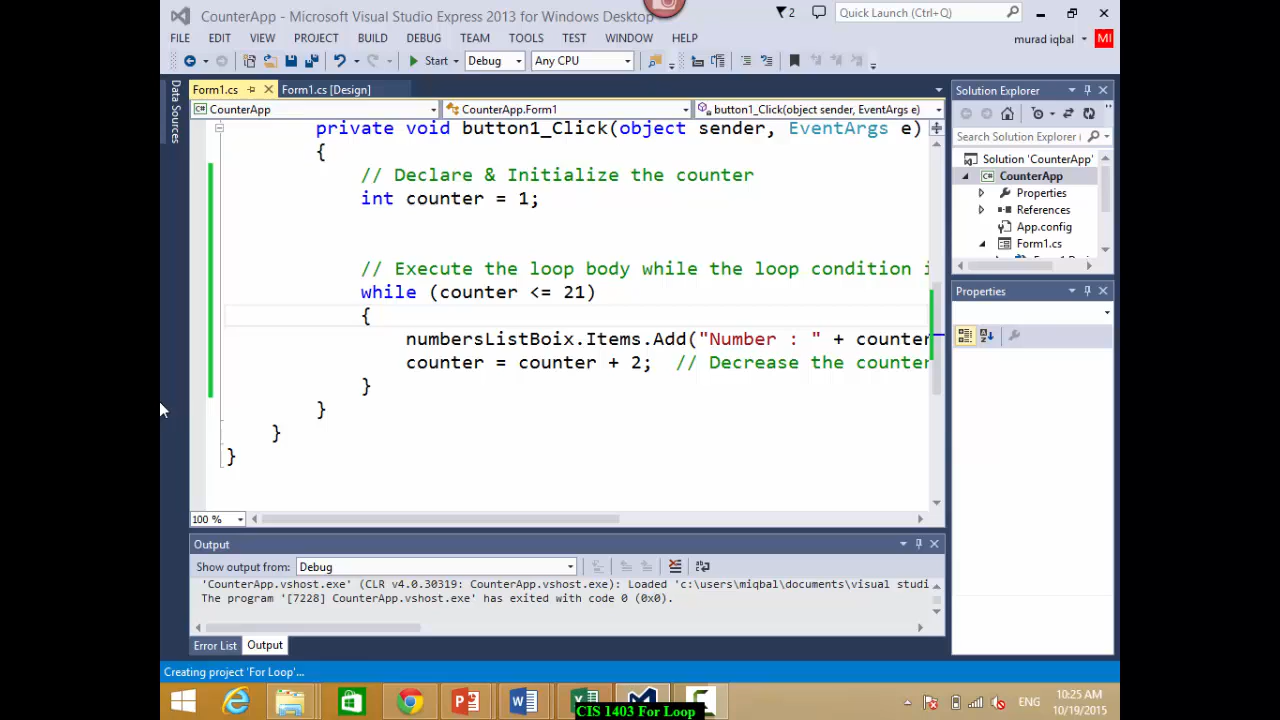 CounterApp - Microsoft Visual Studio Express 2013 for Windows Desktop
2
Quick Launch (Ctrl+Q)
FILE EDIT VIEW PROJECT BUILD DEBUG TEAM TOOLS TEST WINDOW HELP
murad iqbal MI
Start Debug Any CPU
Data Sources
Form1.cs Form1.cs [Design]
CounterApp CounterApp.Form1 button1_Click(object sender, EventArgs e)
private void button1_Click(object sender, EventArgs e)
{
// Declare & Initialize the counter
int counter = 1;
// Execute the loop body while the loop condition i
while (counter <= 21)
{
numbersListBoix.Items.Add("Number : " + counter
counter = counter + 2; // Decrease the counter
}
}
}
}
100 %
Solution Explorer
Search Solution Explorer (
Solution 'CounterApp'
CounterApp
Properties
References
App.config
Form1.cs
Properties
Output
Show output from: Debug
'CounterApp.vshost.exe' (CLR v4.0.30319: CounterApp.vshost.exe): Loaded 'c:\users\miqbal\documents\visual studi
The program '[7228] CounterApp.vshost.exe' has exited with code 0 (0x0).
Error List Output
Creating project 'For Loop'...
CIS 1403 For Loop
ENG
10:25 AM
10/19/2015